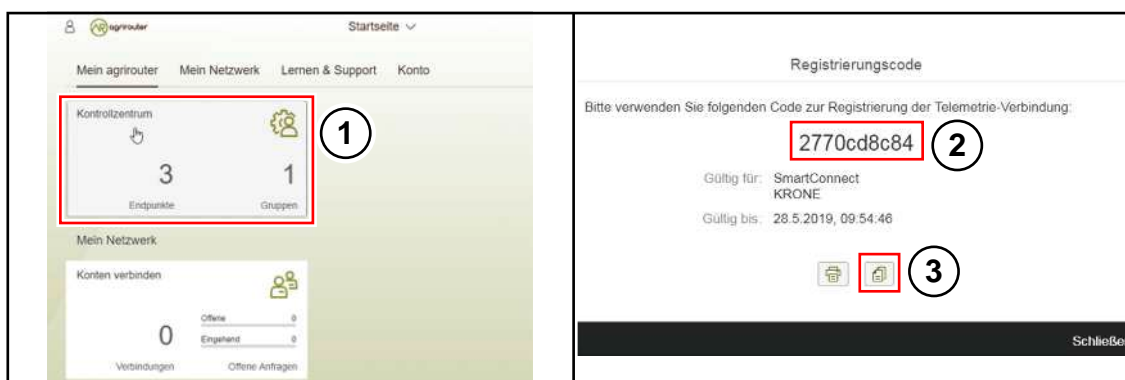 agrirouter
Startseite
Mein agrirouter Mein Netzwerk Lernen & Support Konto
Kontrollzentrum
1
3 1
Endpunkte Gruppen
Mein Netzwerk
Konten verbinden
Offene 0
0 Eingehend 0
Verbindungen Offene Anfragen
Registrierungscode
Bitte verwenden Sie folgenden Code zur Registrierung der Telemetrie-Verbindung:
2770cd8c84 2
Gültig für: SmartConnect
KRONE
Gültig bis: 28.5.2019, 09:54:46
3
Schließe